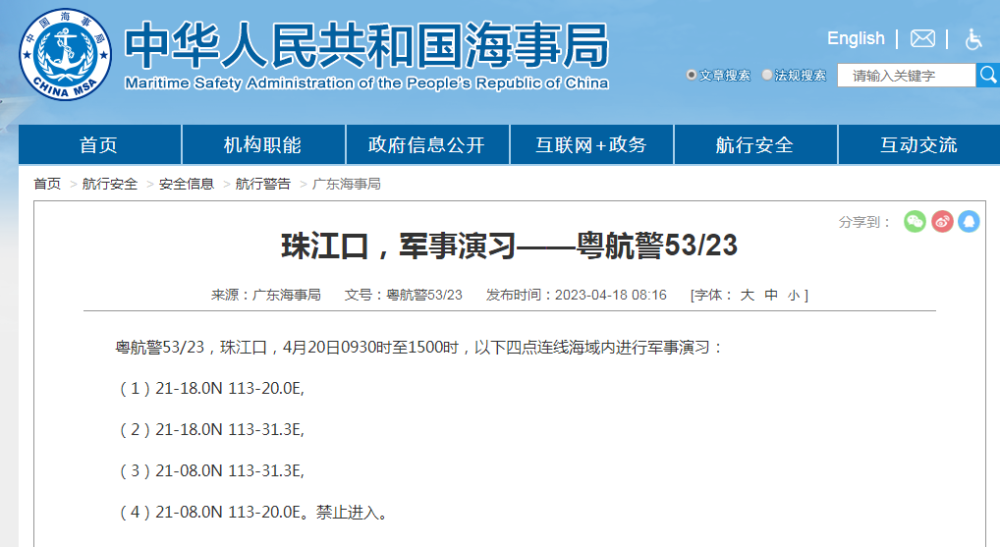 中国海事局
CHINA MSA
中华人民共和国海事局
Maritime Safety Administration of the People's Republic of China
English
文章搜索 法规搜索 请输入关键字
首页 机构职能 政府信息公开 互联网+政务 航行安全 互动交流
首页 > 航行安全 > 安全信息 > 航行警告 > 广东海事局
分享到：
珠江口，军事演习——粤航警53/23
来源：广东海事局 文号：粤航警53/23 发布时间：2023-04-18 08:16 [字体： 大 中 小 ]
粤航警53/23，珠江口，4月20日0930时至1500时，以下四点连线海域内进行军事演习：
（1）21-18.0N 113-20.0E,
（2）21-18.0N 113-31.3E,
（3）21-08.0N 113-31.3E,
（4）21-08.0N 113-20.0E。禁止进入。